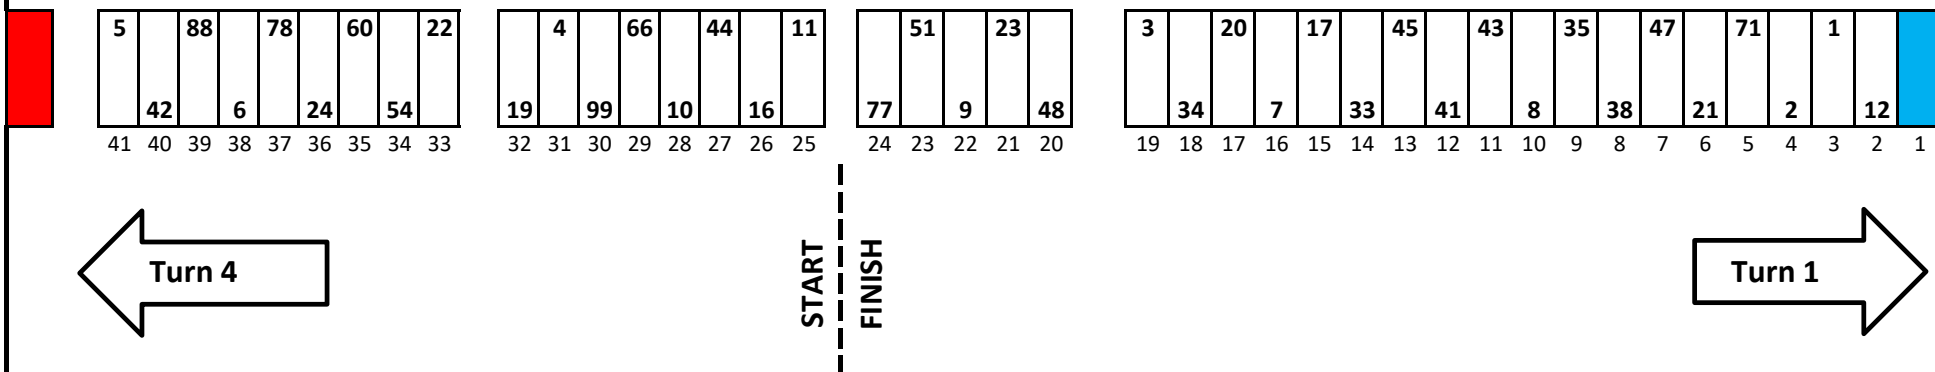 5 88 78 60 22 4 66 44 11 51 23 3 20 17 45 43 35 47 71 1
42 6 24 54 19 99 10 16 77 9 48 34 7 33 41 8 38 21 2 12
41 40 39 38 37 36 35 34 33 32 31 30 29 28 27 26 25 24 23 22 21 20 19 18 17 16 15 14 13 12 11 10 9 8 7 6 5 4 3 2 1
Turn 4
START
FINISH
Turn 1